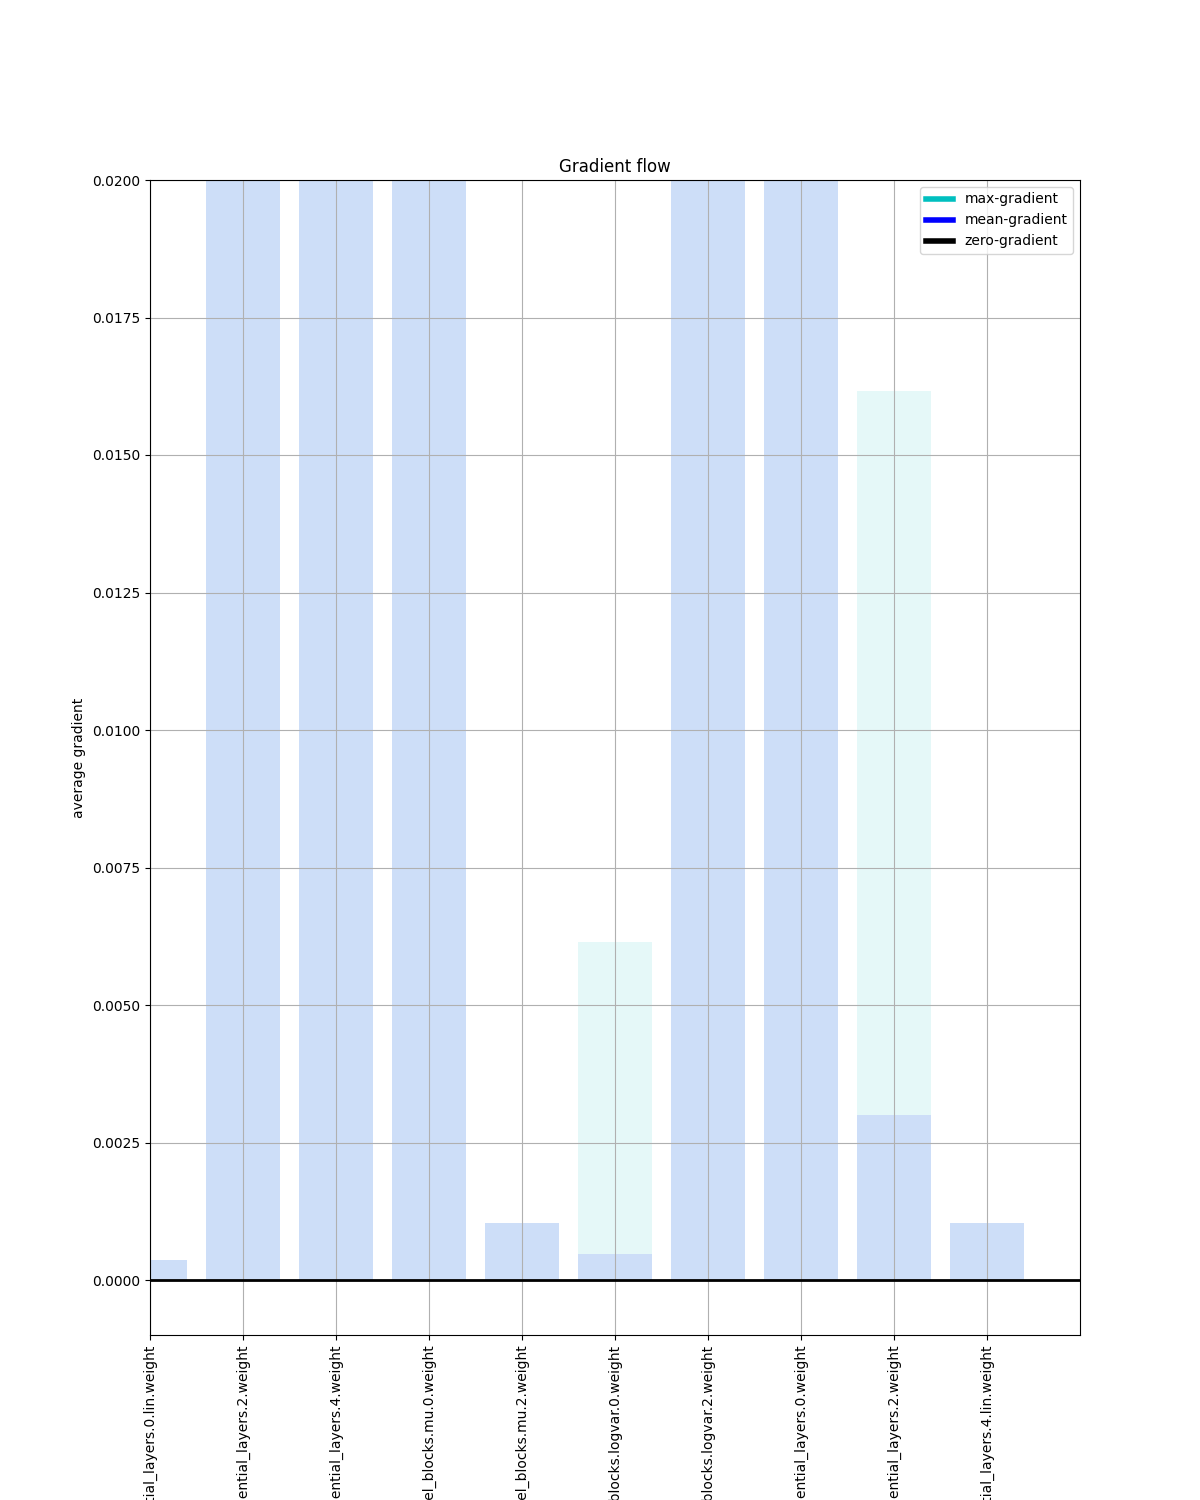 Gradient flow
max-gradient
mean-gradient
zero-gradient
0.0200
0.0175
0.0150
0.0125
0.0100
0.0075
0.0050
0.0025
0.0000
average gradient
tial_layers.0.lin.weight
ential_layers.2.weight
ential_layers.4.weight
el_blocks.mu.0.weight
el_blocks.mu.2.weight
blocks.logvar.0.weight
blocks.logvar.2.weight
ential_layers.0.weight
ential_layers.2.weight
tial_layers.4.lin.weight